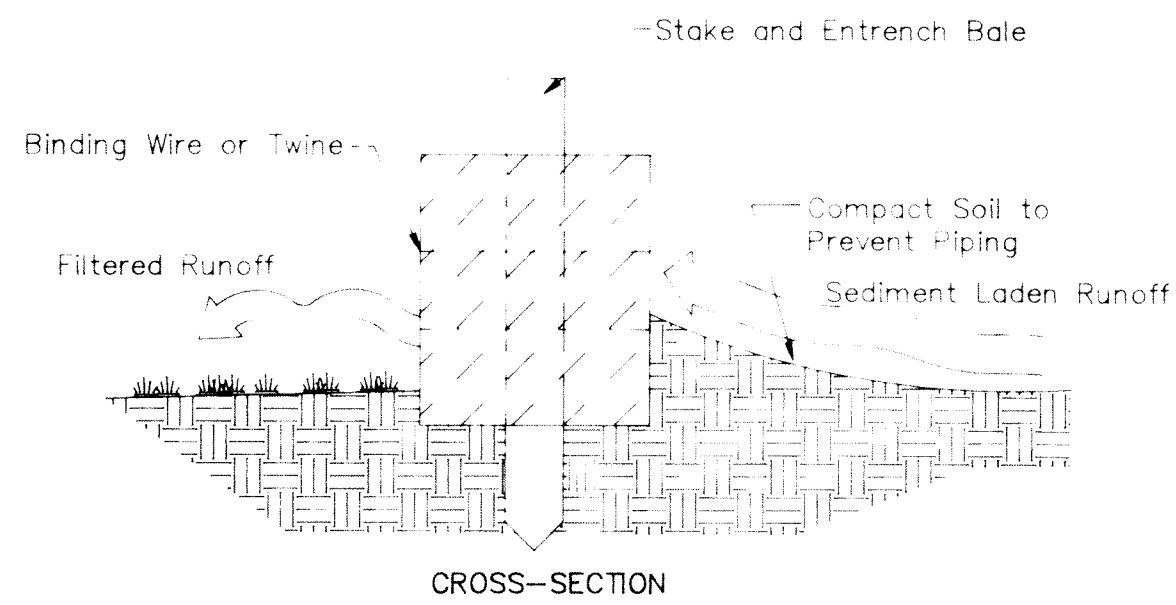 Stake and Entrench Bale
Binding Wire or Twine
Compact Soil to
Prevent Piping
Filtered Runoff
Sediment Laden Runoff
CROSS-SECTION